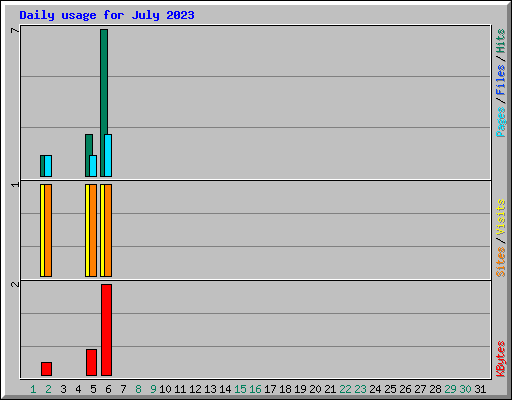 Daily usage for July 2023
7
1
2
Pages / Files / Hits
Sites / Visits
KBytes
1 2 3 4 5 6 7 8 9 10 11 12 13 14 15 16 17 18 19 20 21 22 23 24 25 26 27 28 29 30 31